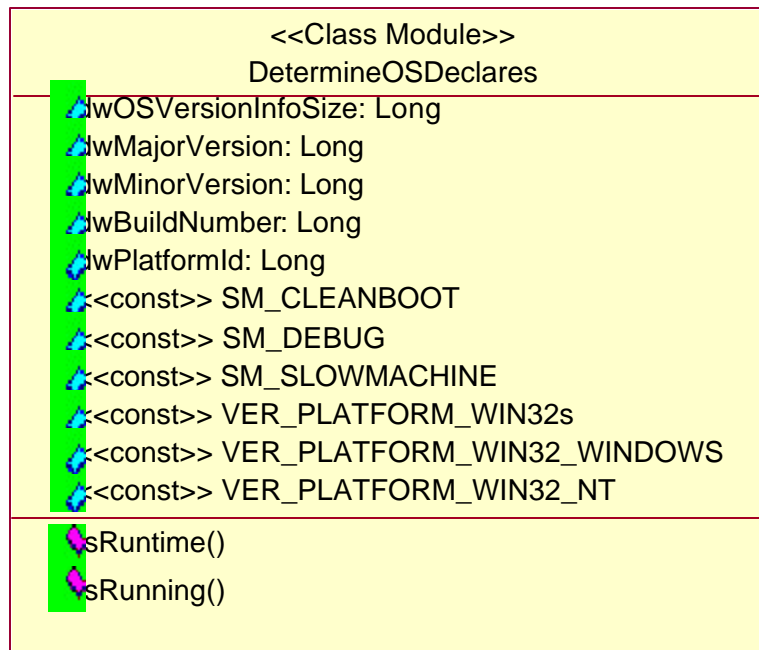 <<Class Module>>
DetermineOSDeclares
dwOSVersionInfoSize: Long
dwMajorVersion: Long
dwMinorVersion: Long
dwBuildNumber: Long
dwPlatformId: Long
<<const>> SM_CLEANBOOT
<<const>> SM_DEBUG
<<const>> SM_SLOWMACHINE
<<const>> VER_PLATFORM_WIN32s
<<const>> VER_PLATFORM_WIN32_WINDOWS
<<const>> VER_PLATFORM_WIN32_NT
sRuntime()
sRunning()